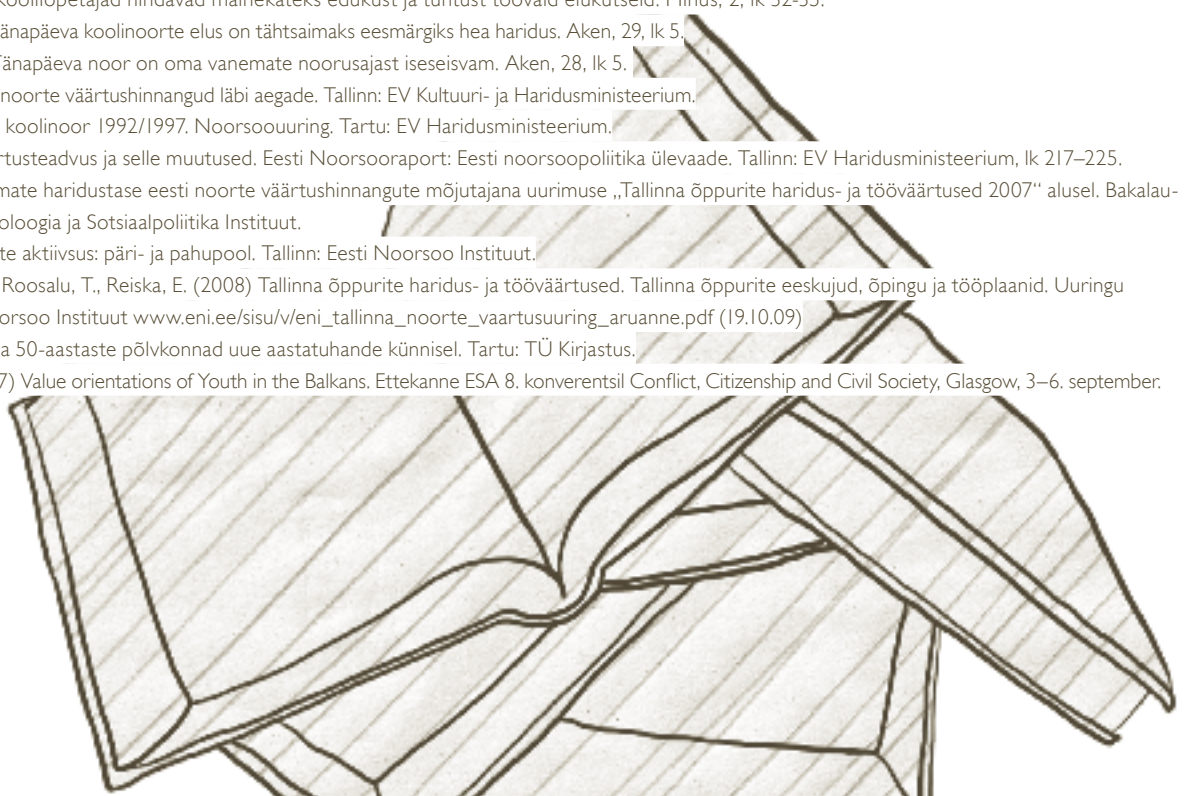 koolilõpetajad hindavad mainekateks edukust ja tuntust toovaid elukutseid.
änapäeva koolinoorte elus on tähtsaimaks eesmärgiks hea haridus. Aken, 29, lk 5.
Tänapäeva noor on oma vanemate noorusajast iseseisvam. Aken, 28, lk 5.
noorte väärtushinnangud läbi aegade. Tallinn: EV Kultuuri- ja Haridusministeerium.
koolinoor 1992/1997. Noorsoouuring. Tartu: EV Haridusministeerium.
rtusteadvus ja selle muutused. Eesti Noorsooraport: Eesti noorsoopoliitika ülevaade. Tallinn: EV Haridusministeerium, lk 217–225.
mate haridustase eesti noorte väärtushinnangute mõjutajana uurimuse „Tallinna õppurite haridus- ja tööväärtused 2007“ alusel. Bakalau-
oloogia ja Sotsiaalpoliitika Instituut.
te aktiivsus: päri- ja pahupool. Tallinn: Eesti Noorsoo Instituut.
Roosalu, T., Reiska, E. (2008) Tallinna õppurite haridus- ja tööväärtused. Tallinna õppurite eeskujud, õpingu ja tööplaanid. Uuringu
orsoo Instituut www.eni.ee/sisu/v/eni_tallinna_noorte_vaartusuuring_aruanne.pdf (19.10.09)
a 50-aastaste põlvkonnad uue aastatuhande künnisel. Tartu: TÜ Kirjastus.
7) Value orientations of Youth in the Balkans. Ettekanne ESA 8. konverentsil Conflict, Citizenship and Civil Society, Glasgow, 3–6. september.